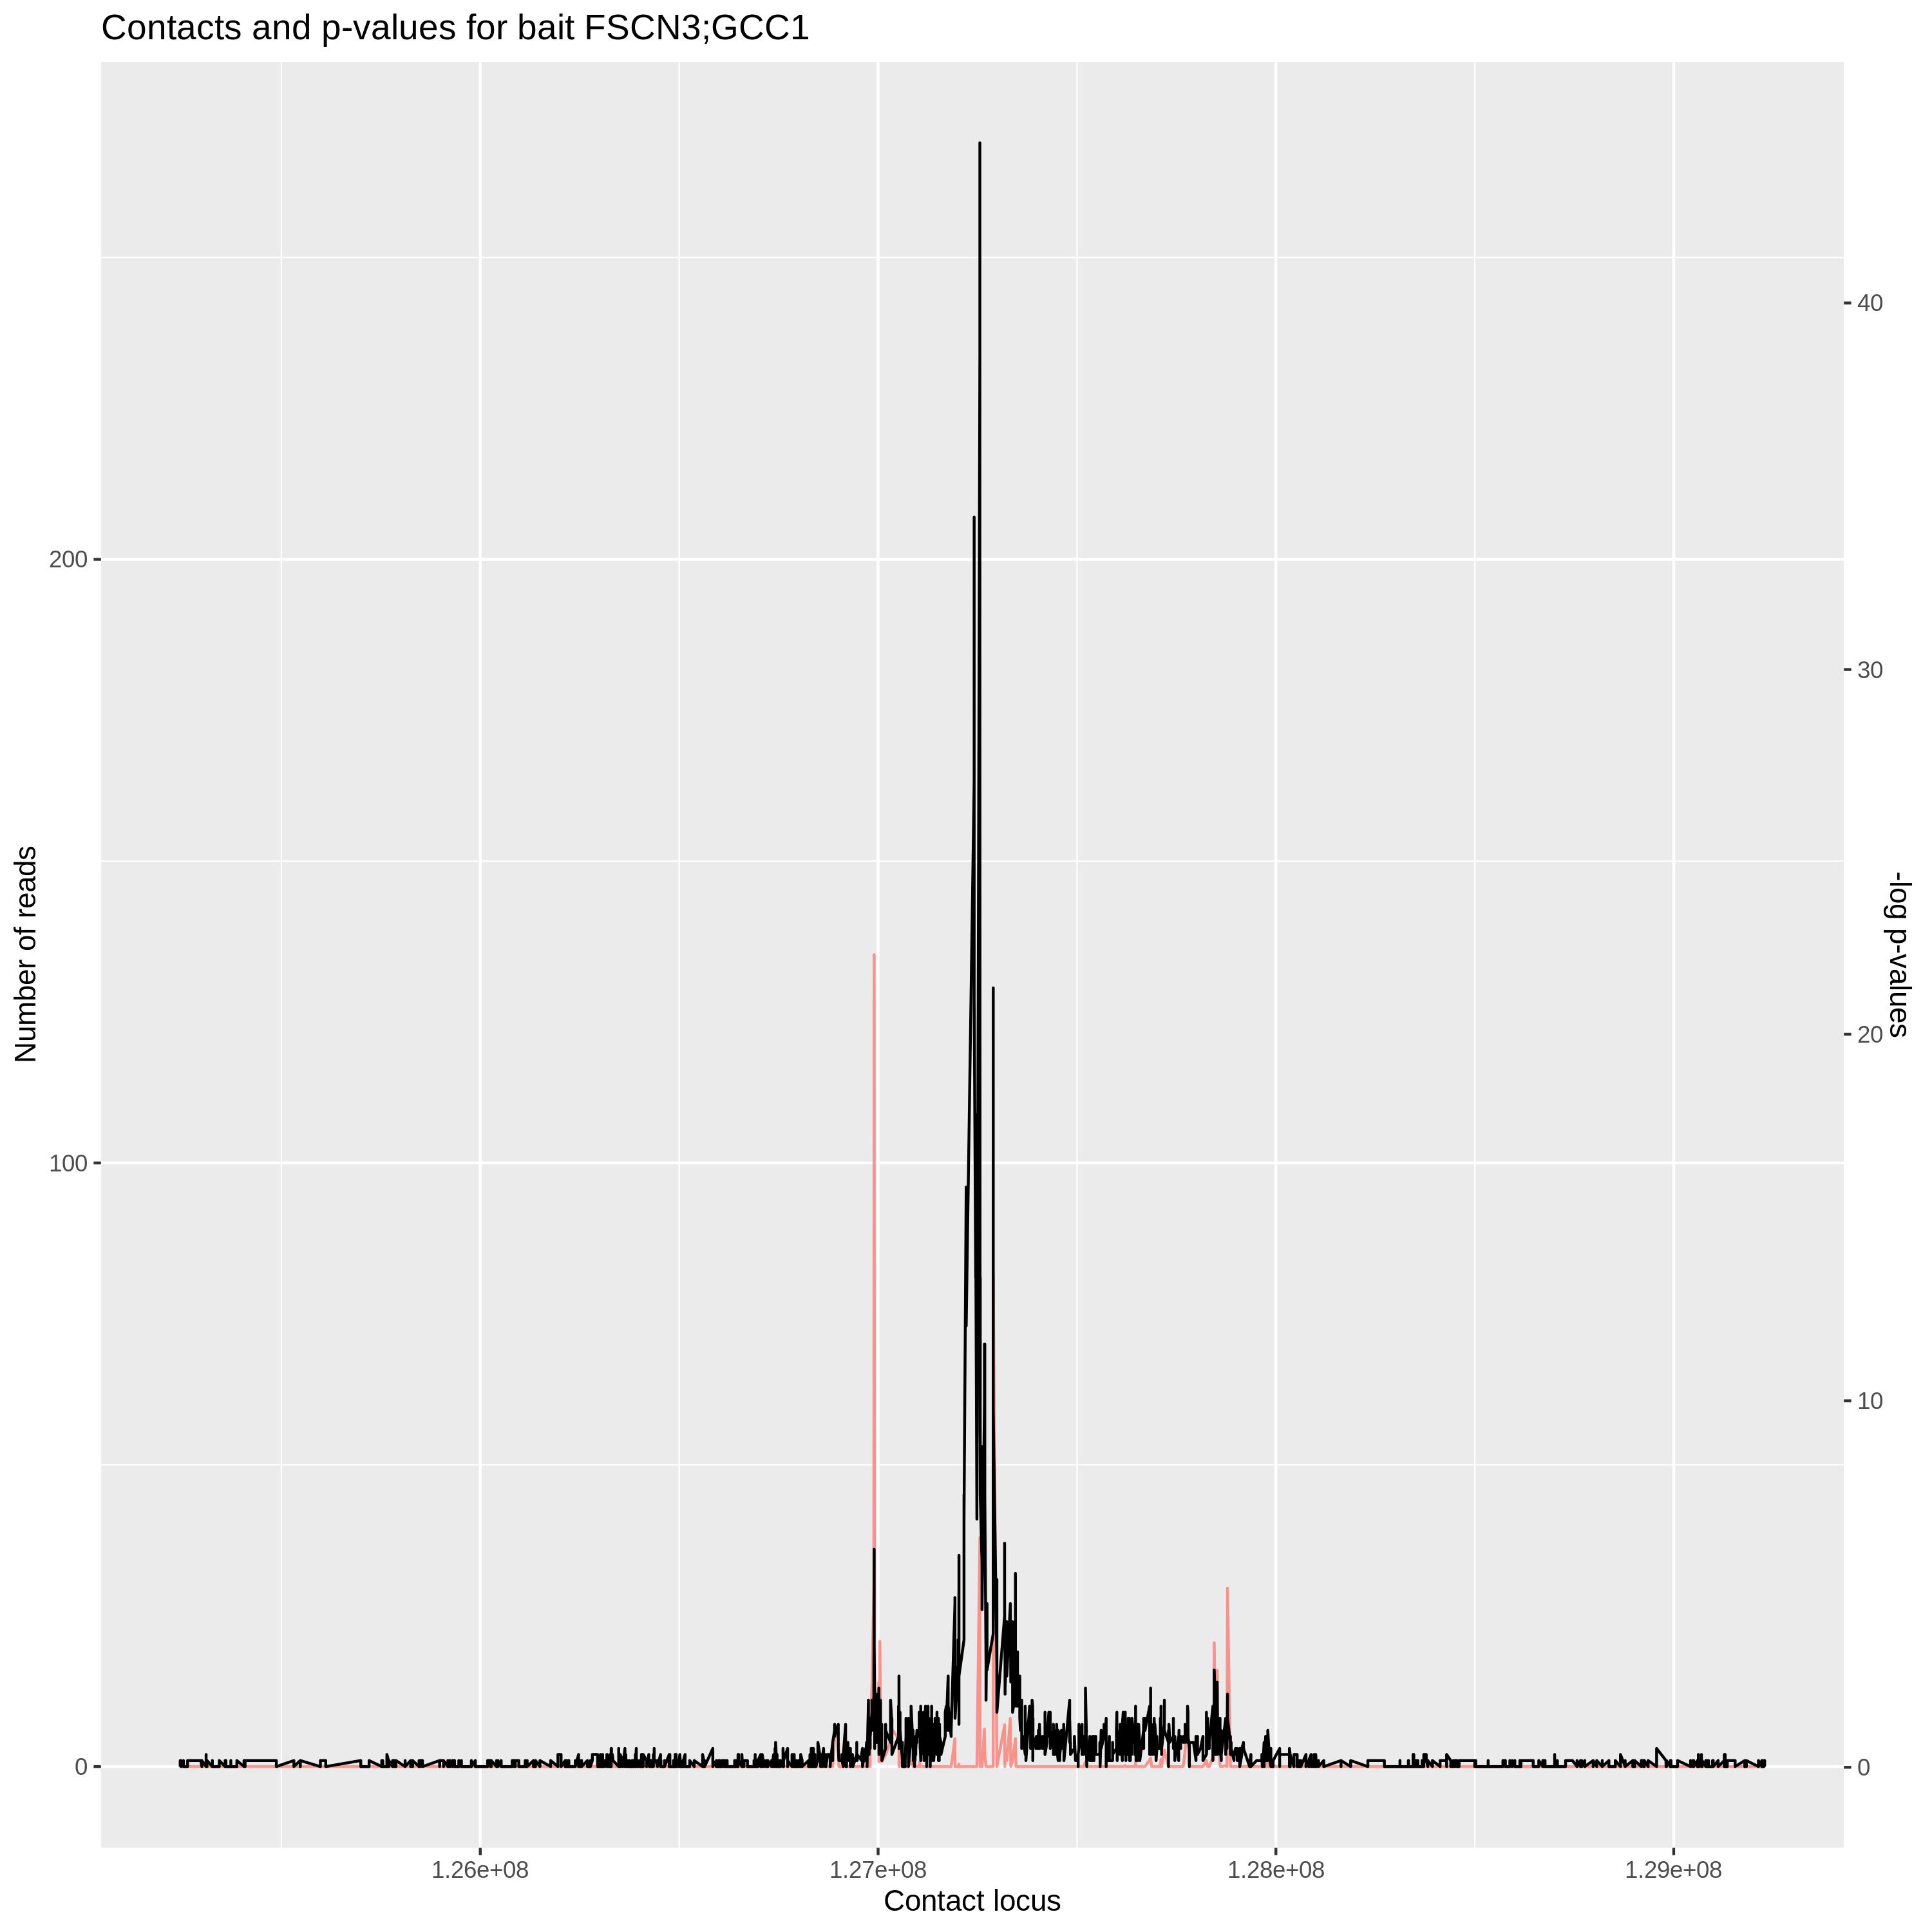 Contacts and p-values for bait FSCN3;GCC1
Number of reads
200
100
0
40
30
20
10
0
-log p-values
1.26e+08
1.27e+08
1.28e+08
1.29e+08
Contact locus